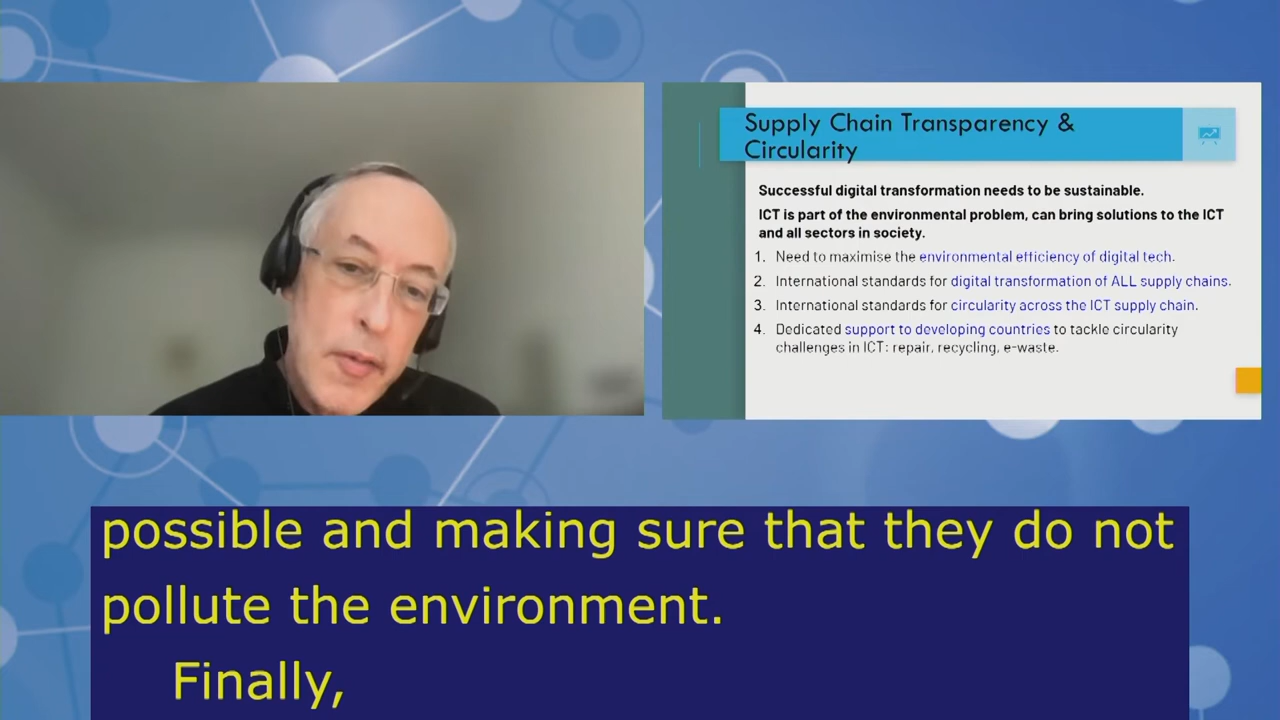 Supply Chain Transparency &
Circularity
Successful digital transformation needs to be sustainable.
ICT is part of the environmental problem, can bring solutions to the ICT
and all sectors in society.
1. Need to maximise the environmental efficiency of digital tech.
2. International standards for digital transformation of ALL supply chains.
3. International standards for circularity across the ICT supply chain.
4. Dedicated support to developing countries to tackle circularity
challenges in ICT: repair, recycling, e-waste.
possible and making sure that they do not
pollute the environment.
Finally,